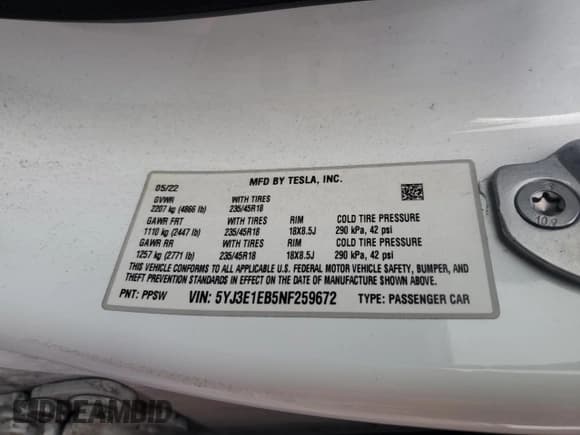 MFD BY TESLA, INC.
05/22
GVWR WITH TIRES
2207 kg (4866 lb) 235/45R18
GAWR FRT WITH TIRES RIM COLD TIRE PRESSURE
1110 kg (2447 lb) 235/45R18 18X8.5J 290 kPa, 42 psi
GAWR RR WITH TIRES RIM COLD TIRE PRESSURE
1257 kg (2771 lb) 235/45R18 18X8.5J 290 kPa, 42 psi
THIS VEHICLE CONFORMS TO ALL APPLICABLE U.S. FEDERAL MOTOR VEHICLE SAFETY, BUMPER, AND
THEFT PREVENTION STANDARDS IN EFFECT ON THE DATE OF MANUFACTURE SHOWN ABOVE.
PNT: PPSW VIN: 5YJ3E1EB5NF259672 TYPE: PASSENGER CAR
10.9
DREAMBID